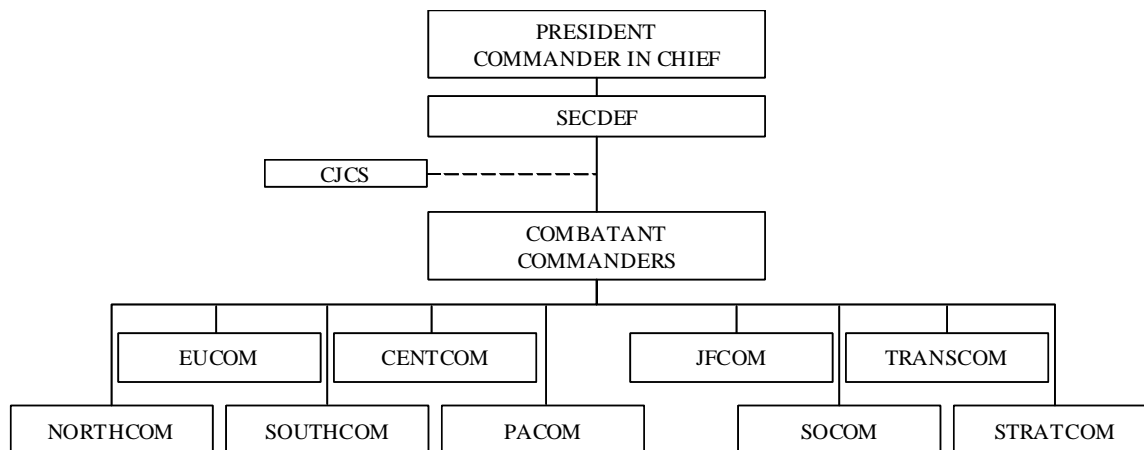 PRESIDENT
COMMANDER IN CHIEF
SECDEF
CJCS
COMBATANT
COMMANDERS
EUCOM
CENTCOM
JFCOM
TRANSCOM
NORTHCOM
SOUTHCOM
PACOM
SOCOM
STRATCOM